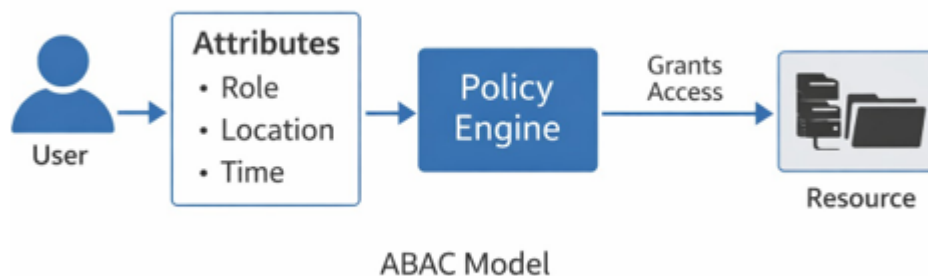 User
Attributes
• Role
• Location
• Time
Policy
Engine
Grants
Access
Resource
ABAC Model